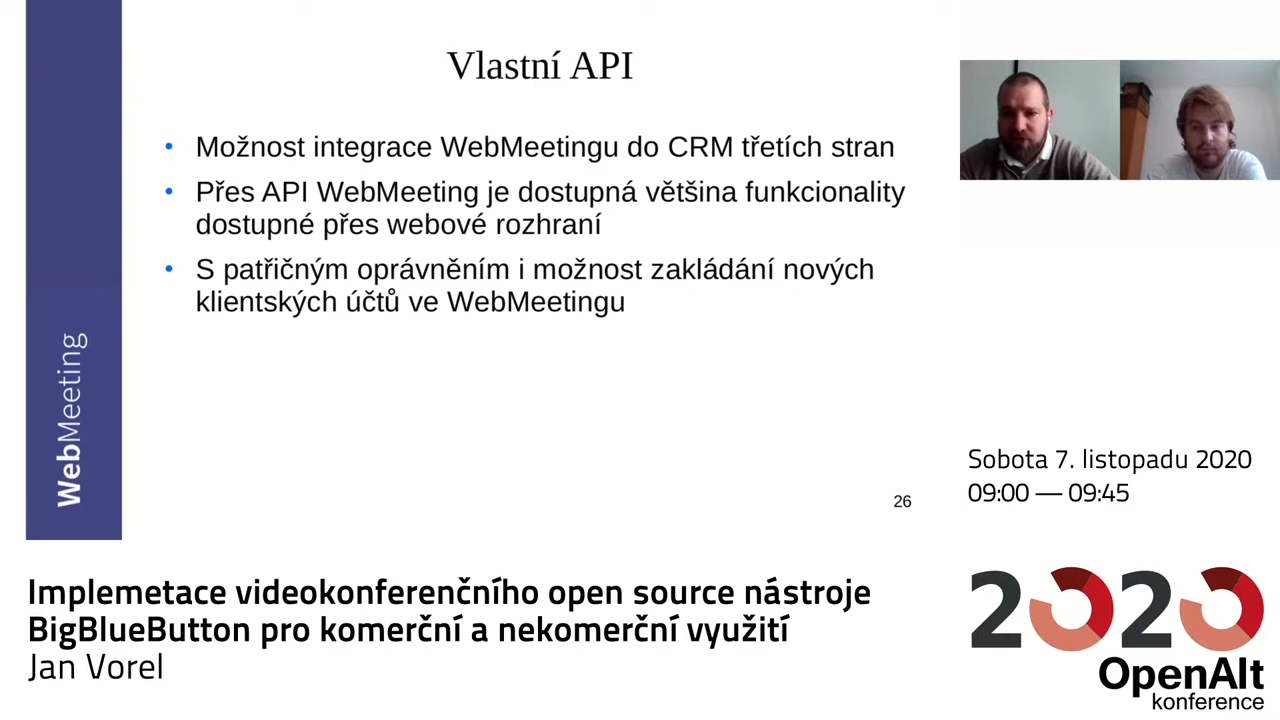 Vlastní API
• Možnost integrace WebMeetingu do CRM třetích stran
• Přes API WebMeeting je dostupná většina funkcionality
dostupné přes webové rozhraní
• S patřičným oprávněním i možnost zakládání nových
klientských účtů ve WebMeetingu
WebMeeting
26
Sobota 7. listopadu 2020
09:00 — 09:45
Implemetace videokonferenčního open source nástroje
BigBlueButton pro komerční a nekomerční využití
Jan Vorel
2020
OpenAlt
konference